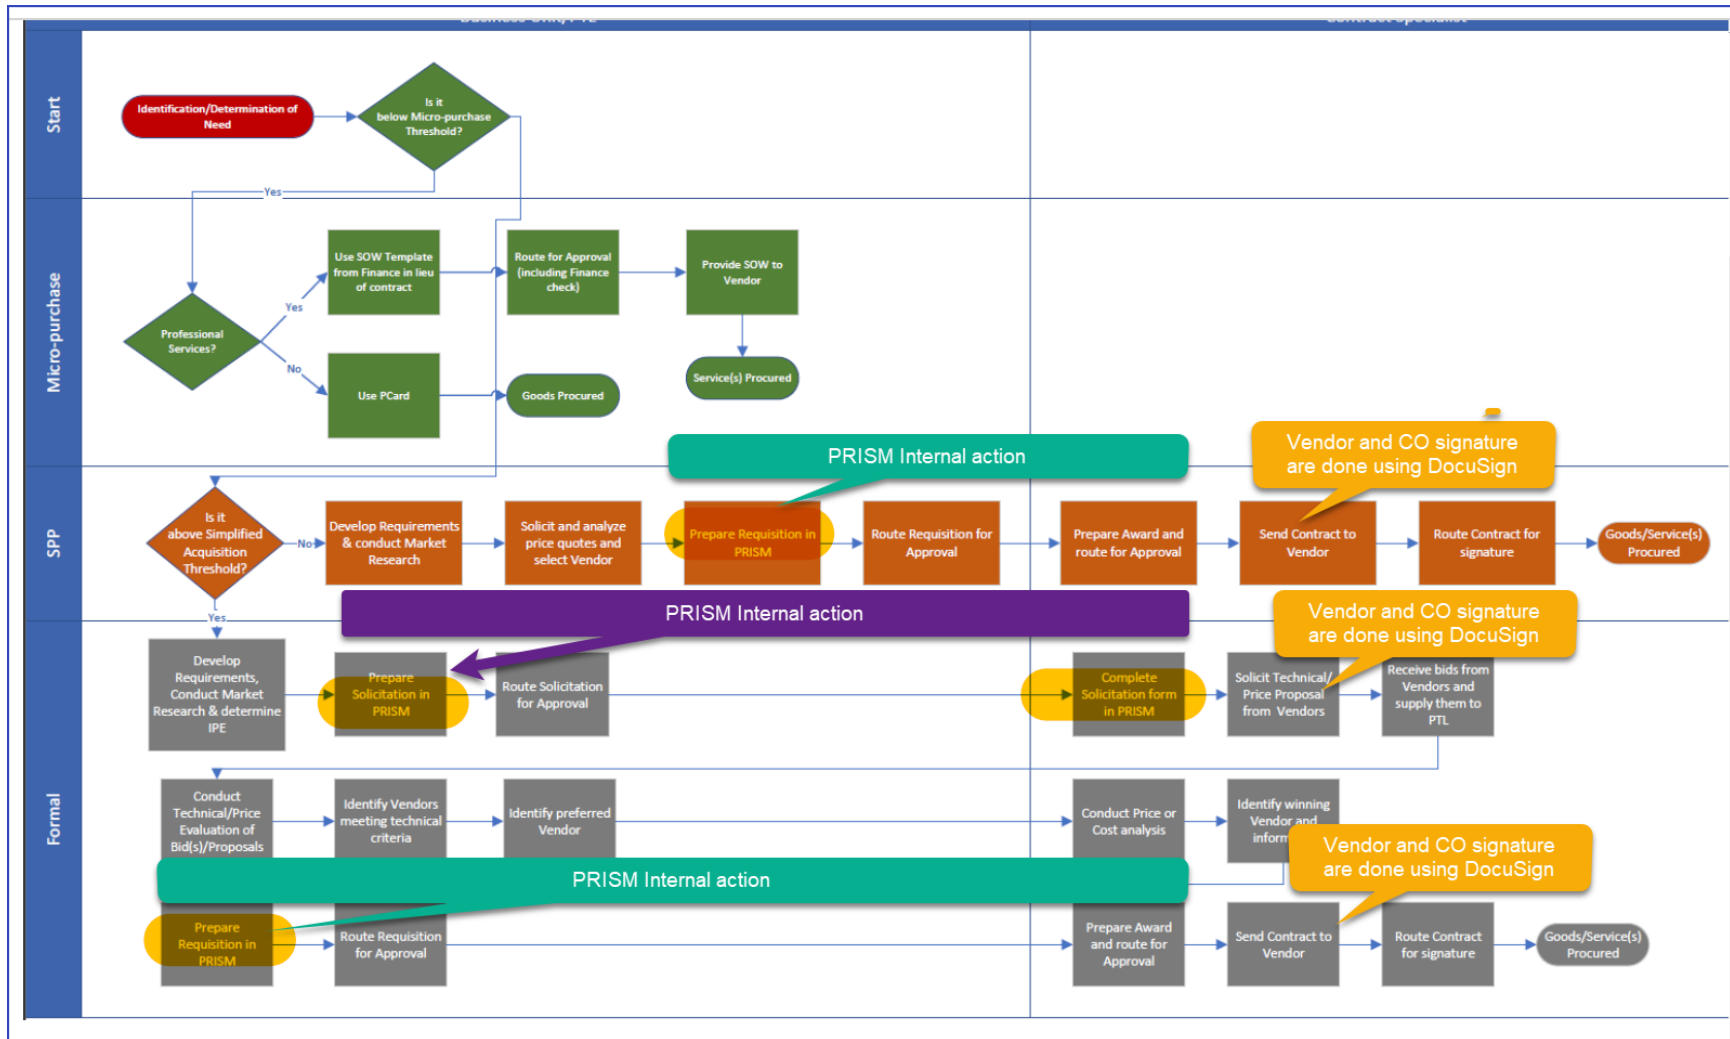 Business Unit/PTL
Contract Specialist
Start
Identification/Determination of
Need
Is it
below Micro-purchase
Threshold?
Yes
Micro-purchase
Professional
Services?
Yes
No
Use SOW Template
from Finance in lieu
of contract
Route for Approval
(including Finance
check)
Provide SOW to
Vendor
Service(s) Procured
Use PCard
Goods Procured
PRISM Internal action
Vendor and CO signature
are done using DocuSign
SPP
Is it
above Simplified
Acquisition
Threshold?
No
Develop Requirements
& conduct Market
Research
Solicit and analyze
price quotes and
select Vendor
Prepare Requisition in
PRISM
Route Requisition for
Approval
Prepare Award and
route for Approval
Send Contract to
Vendor
Route Contract for
signature
Goods/Service(s)
Procured
Yes
PRISM Internal action
Vendor and CO signature
are done using DocuSign
Formal
Develop
Requirements,
Conduct Market
Research & determine
IPE
Prepare
Solicitation in
PRISM
Route Solicitation
for Approval
Complete
Solicitation form
in PRISM
Solicit Technical/
Price Proposal
from Vendors
Receive bids from
Vendors and
supply them to
PTL
Conduct
Technical/Price
Evaluation of
Bid(s)/Proposals
Identify Vendors
meeting technical
criteria
Identify preferred
Vendor
Conduct Price or
Cost analysis
Identify winning
Vendor and
inform
Vendor and CO signature
are done using DocuSign
PRISM Internal action
Prepare
Requisition in
PRISM
Route Requisition
for Approval
Prepare Award
and route for
Approval
Send Contract to
Vendor
Route Contract
for signature
Goods/Service(s)
Procured